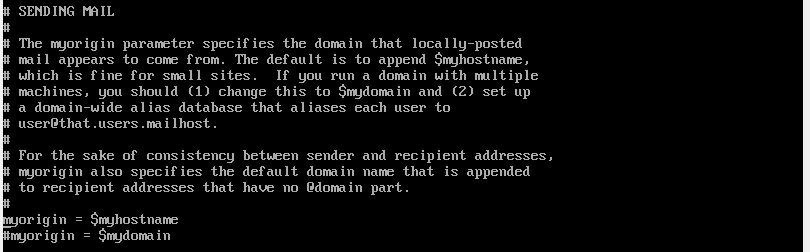 # SENDING MAIL
#
# The myorigin parameter specifies the domain that locally-posted
# mail appears to come from. The default is to append $myhostname,
# which is fine for small sites.  If you run a domain with multiple
# machines, you should (1) change this to $mydomain and (2) set up
# a domain-wide alias database that aliases each user to
# user@that.users.mailhost.
#
# For the sake of consistency between sender and recipient addresses,
# myorigin also specifies the default domain name that is appended
# to recipient addresses that have no @domain part.
#
myorigin = $myhostname
#myorigin = $mydomain